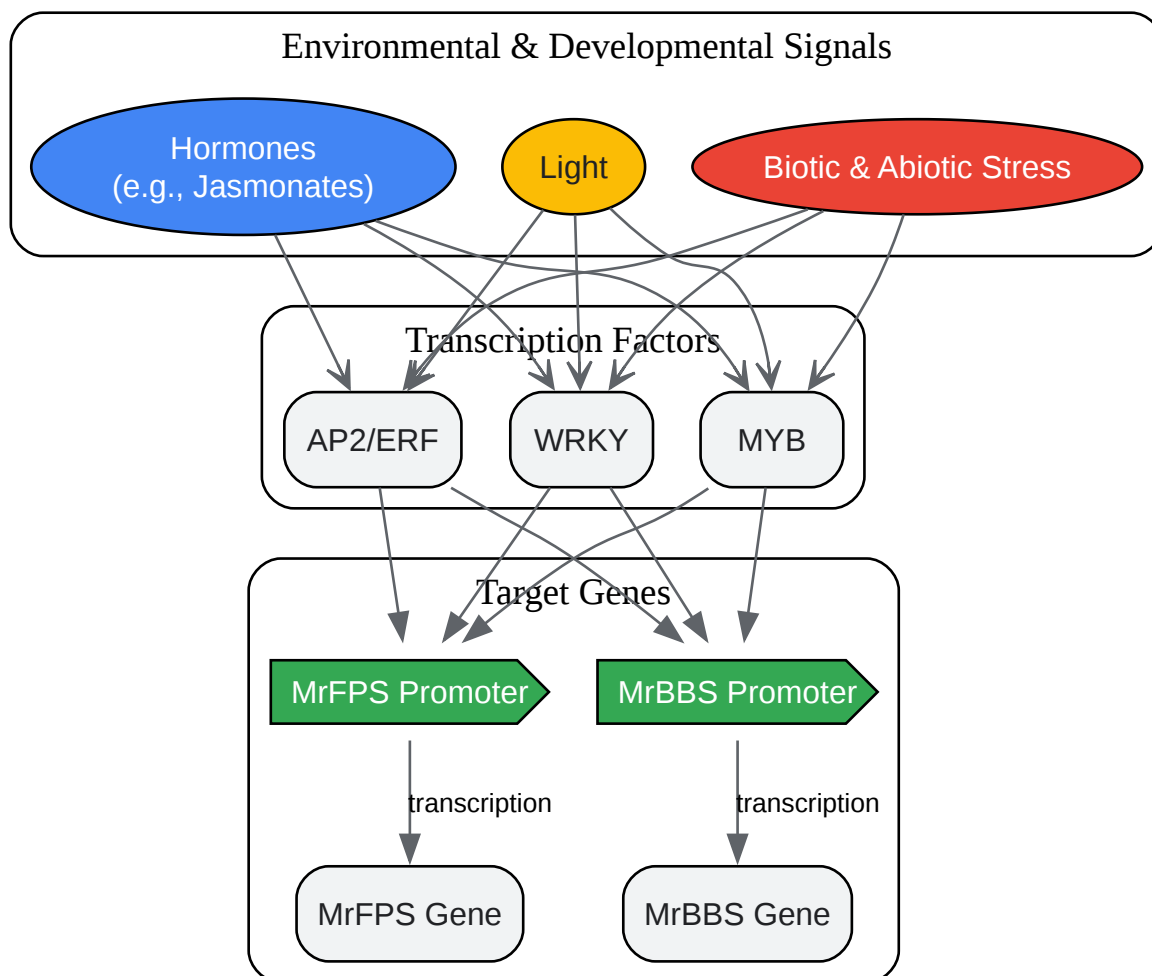 Environmental & Developmental Signals
Hormones
(e.g., Jasmonates)
Light
Biotic & Abiotic Stress
Transcription Factors
AP2/ERF
WRKY
MYB
Target Genes
MrFPS Promoter
MrBBS Promoter
transcription
transcription
MrFPS Gene
MrBBS Gene